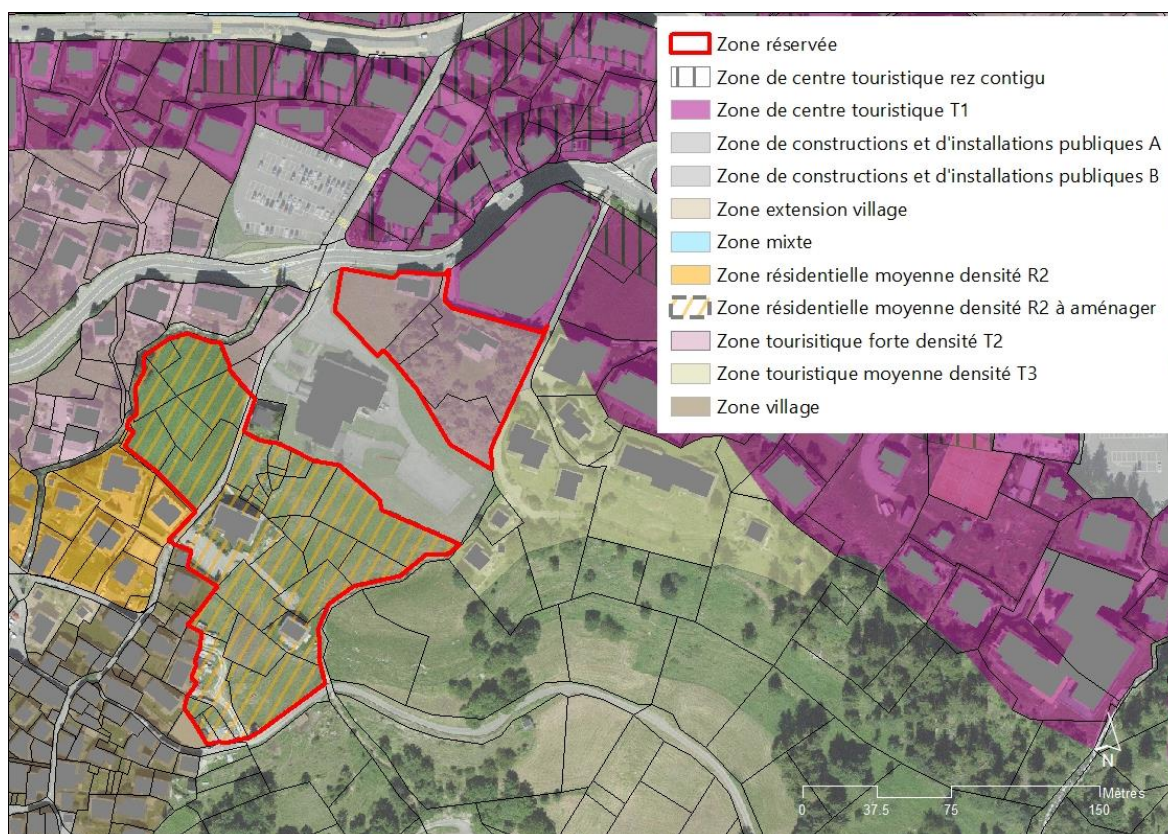 Zone réservée
Zone de centre touristique rez contigu
Zone de centre touristique T1
Zone de constructions et d'installations publiques A
Zone de constructions et d'installations publiques B
Zone extension village
Zone mixte
Zone résidentielle moyenne densité R2
Zone résidentielle moyenne densité R2 à aménager
Zone tourisitique forte densité T2
Zone touristique moyenne densité T3
Zone village
N
Mètres
0 37.5 75 150